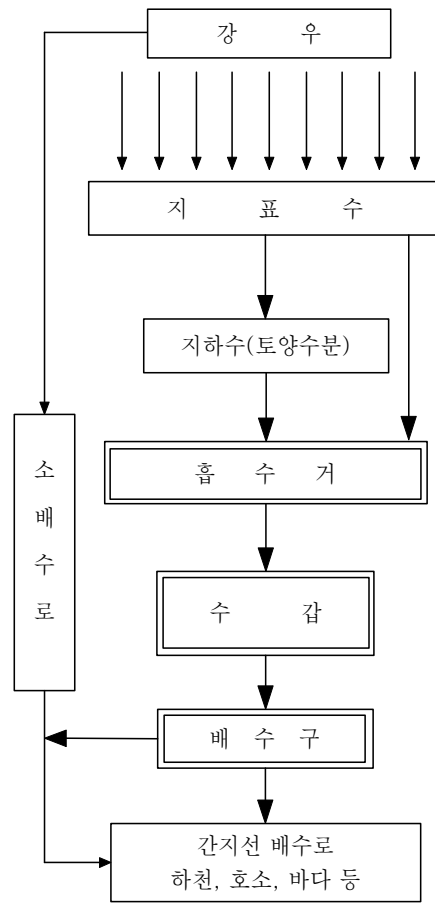 강 우
지 표 수
지하수(토양수분)
흡 수 거
소
배
수
로
수 갑
배 수 구
간지선 배수로
하천, 호소, 바다 등